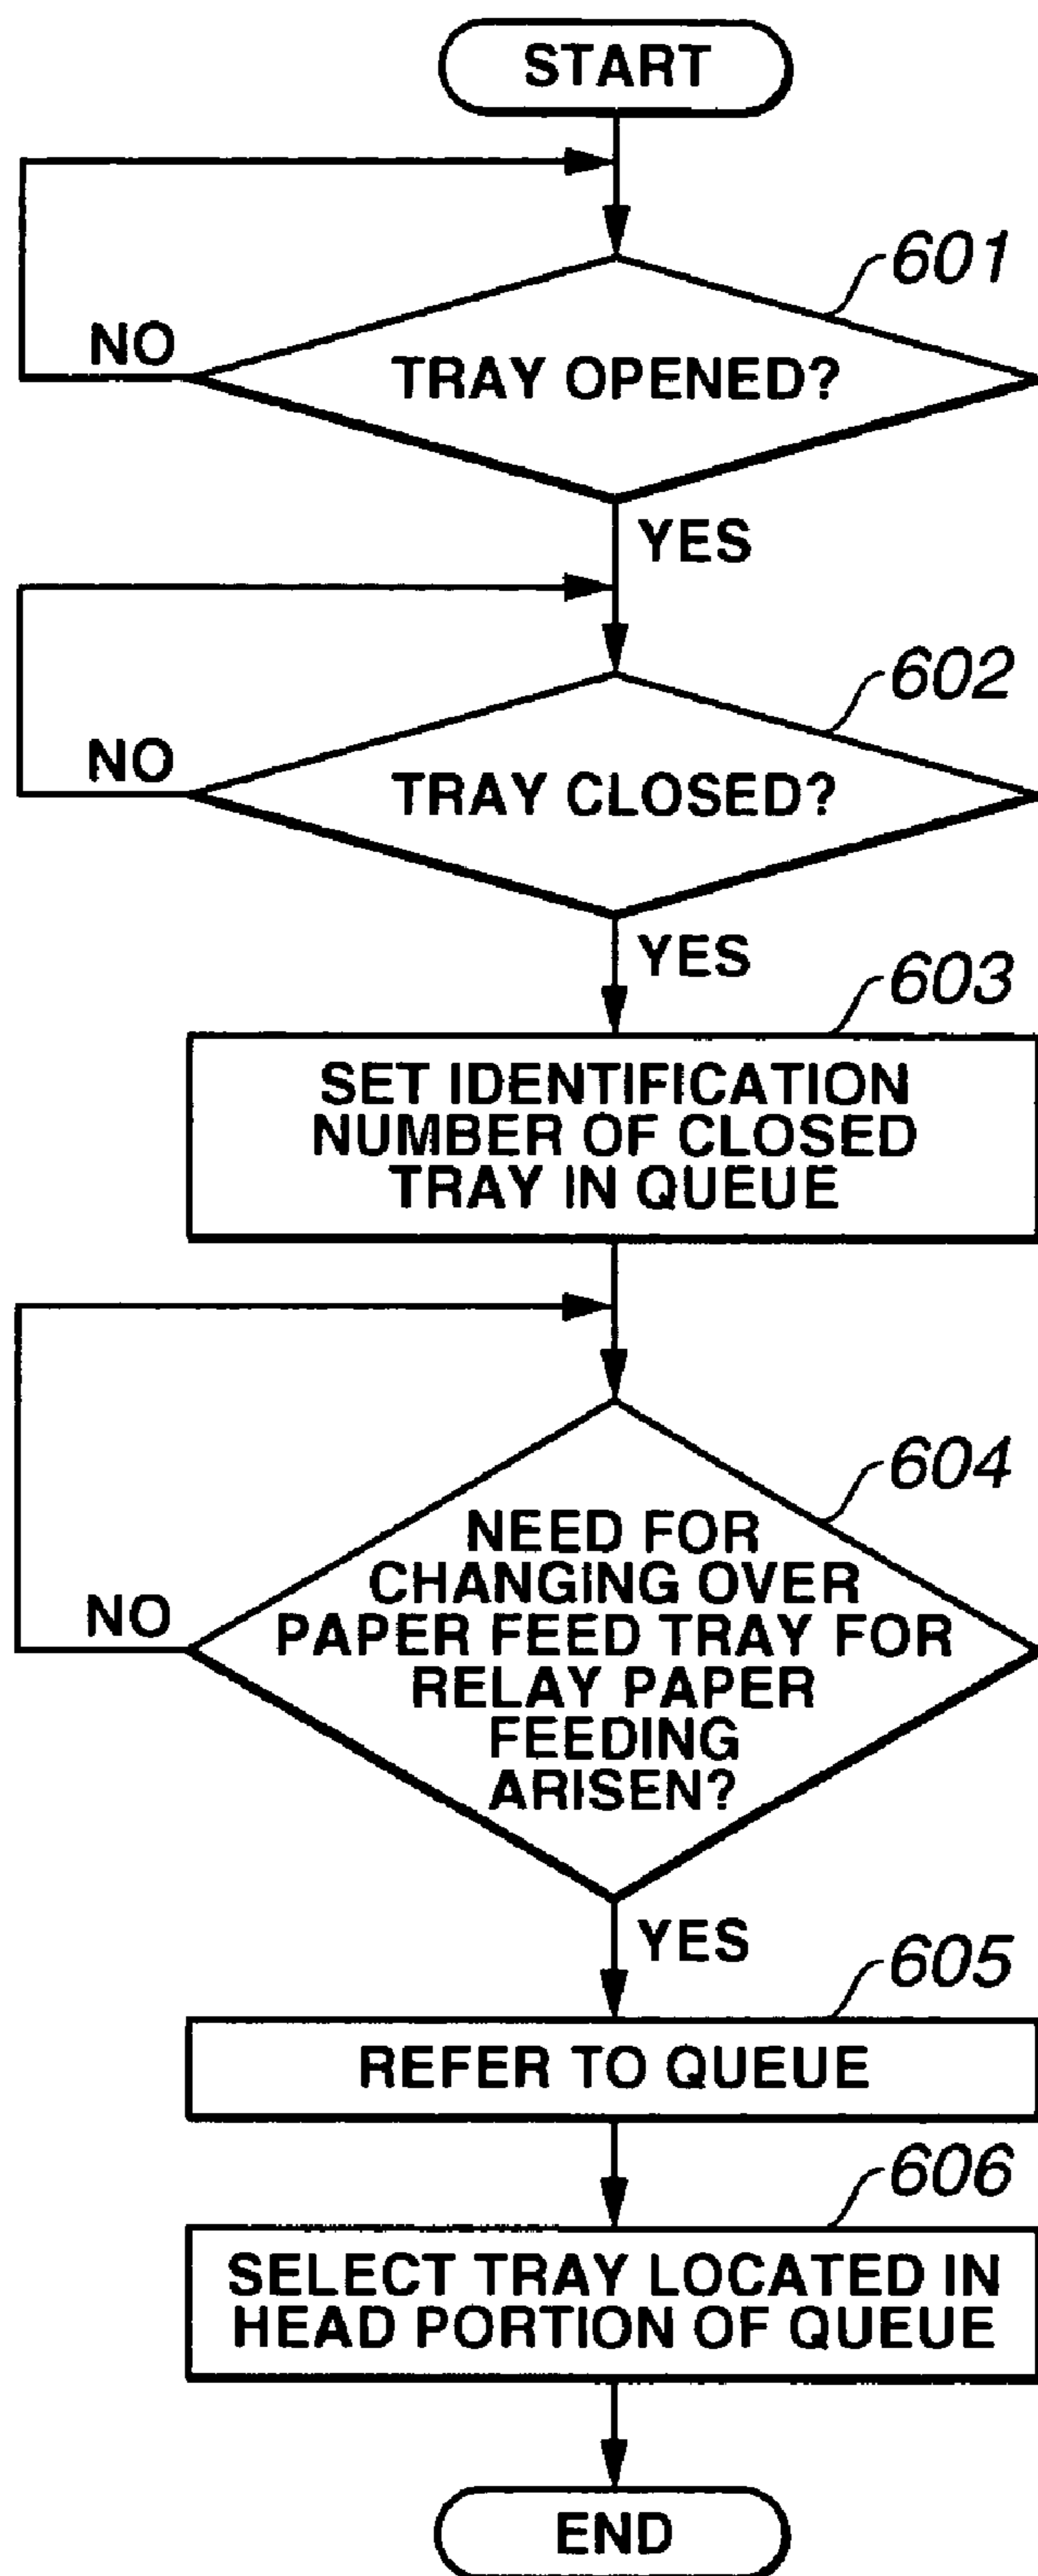 START
601
NO
TRAY OPENED?
YES
602
NO
TRAY CLOSED?
YES
603
SET IDENTIFICATION
NUMBER OF CLOSED
TRAY IN QUEUE
604
NO
NEED FOR
CHANGING OVER
PAPER FEED TRAY FOR
RELAY PAPER
FEEDING
ARISEN?
YES
605
REFER TO QUEUE
606
SELECT TRAY LOCATED IN
HEAD PORTION OF QUEUE
END